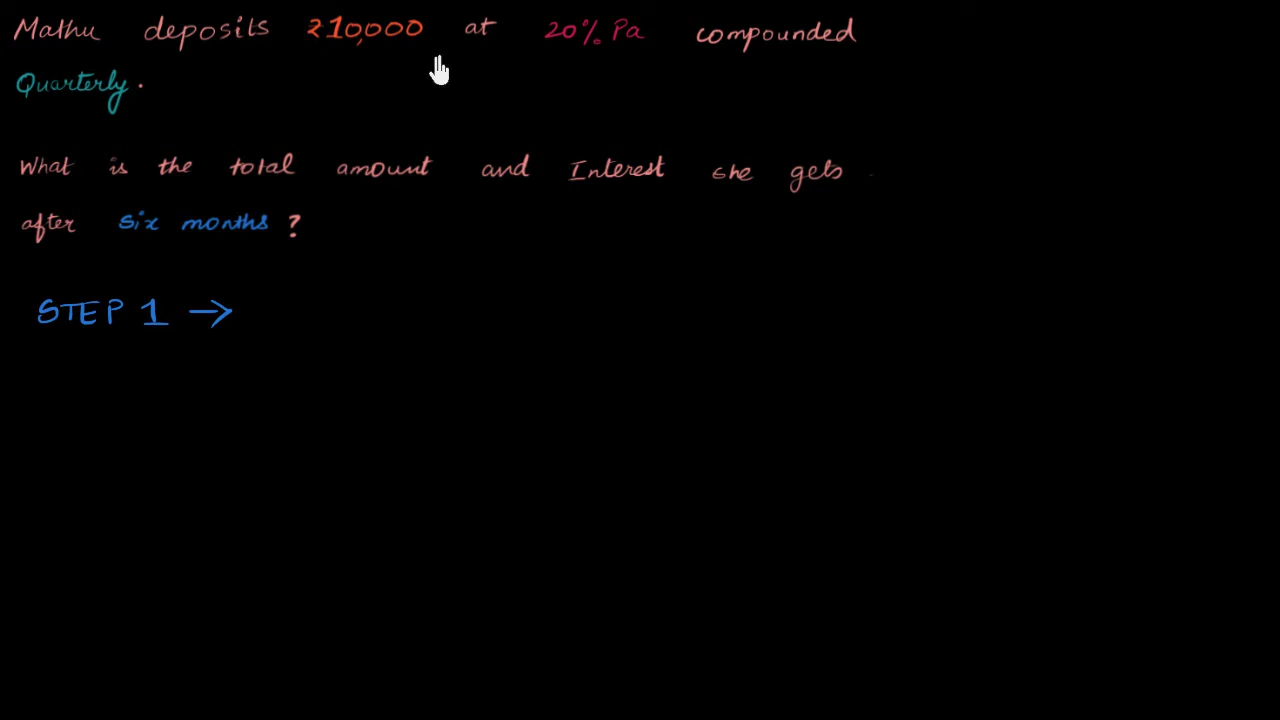 Mathu deposits ₹10,000 at 20% Pa compounded
Quarterly.
What is the total amount and Interest she gets
after six months?
STEP 1 →